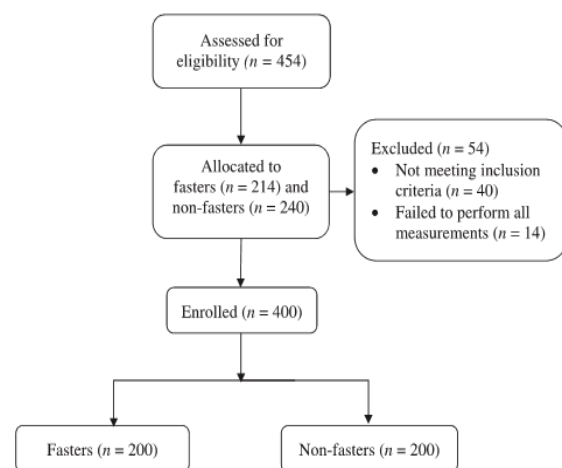 Assessed for
eligibility (n = 454)
Allocated to
fasters (n = 214) and
non-fasters (n = 240)
Excluded (n = 54)
• Not meeting inclusion
criteria (n = 40)
• Failed to perform all
measurements (n = 14)
Enrolled (n = 400)
Fasters (n = 200)
Non-fasters (n = 200)